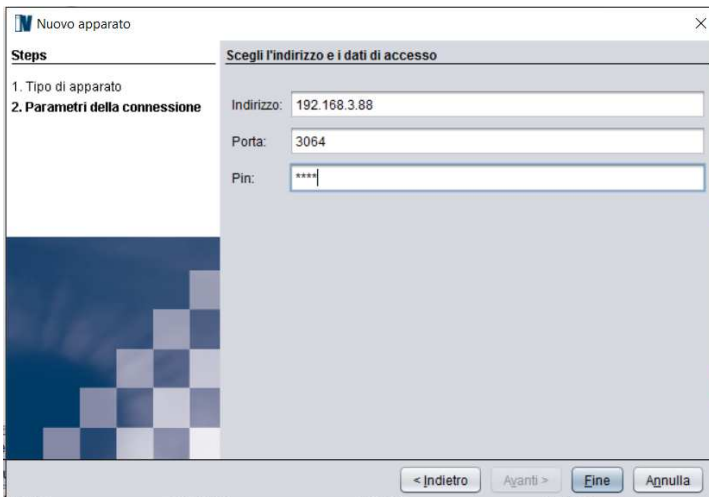 Nuovo apparato
Steps
1. Tipo di apparato
2. Parametri della connessione
Scegli l'indirizzo e i dati di accesso
Indirizzo: 192.168.3.88
Porta: 3064
Pin: ****
< Indietro
Avanti >
Fine
Annulla